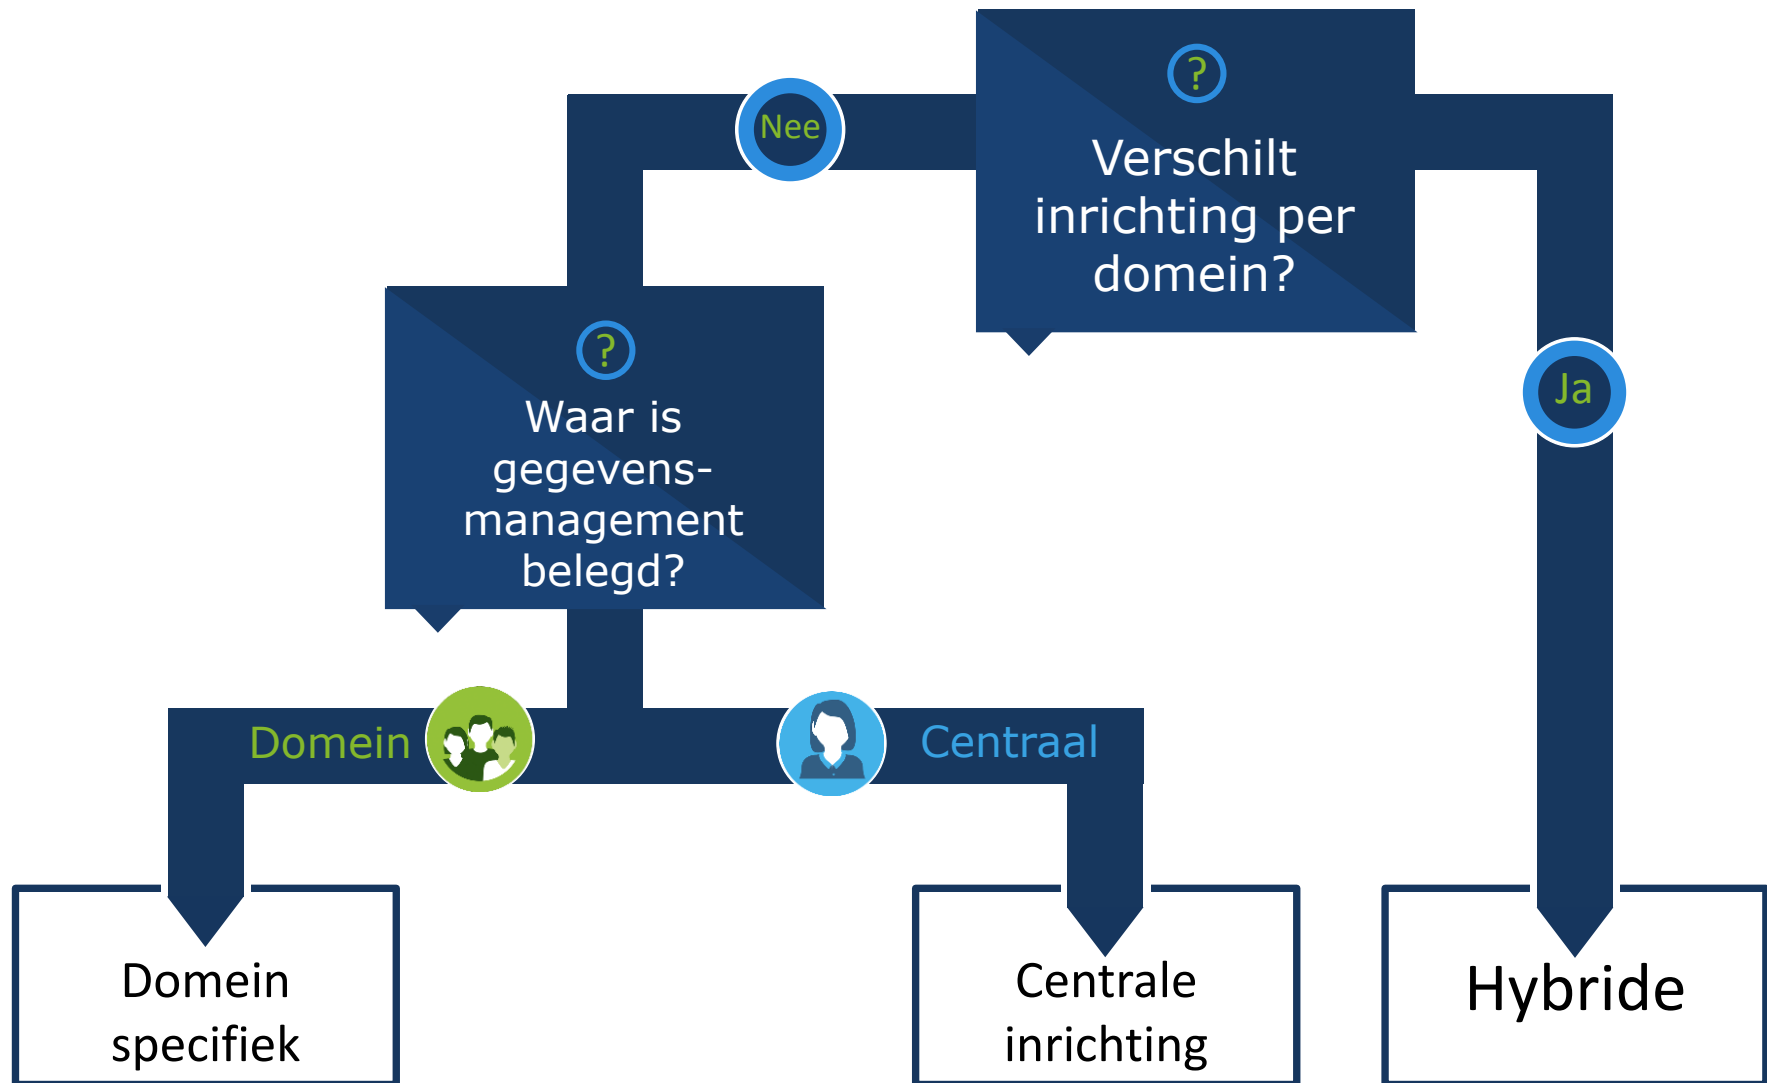 ?
Verschilt
inrichting per
domein?
Nee
Ja
?
Waar is
gegevens-
management
belegd?
Domein
Centraal
Domein
specifiek
Centrale
inrichting
Hybride